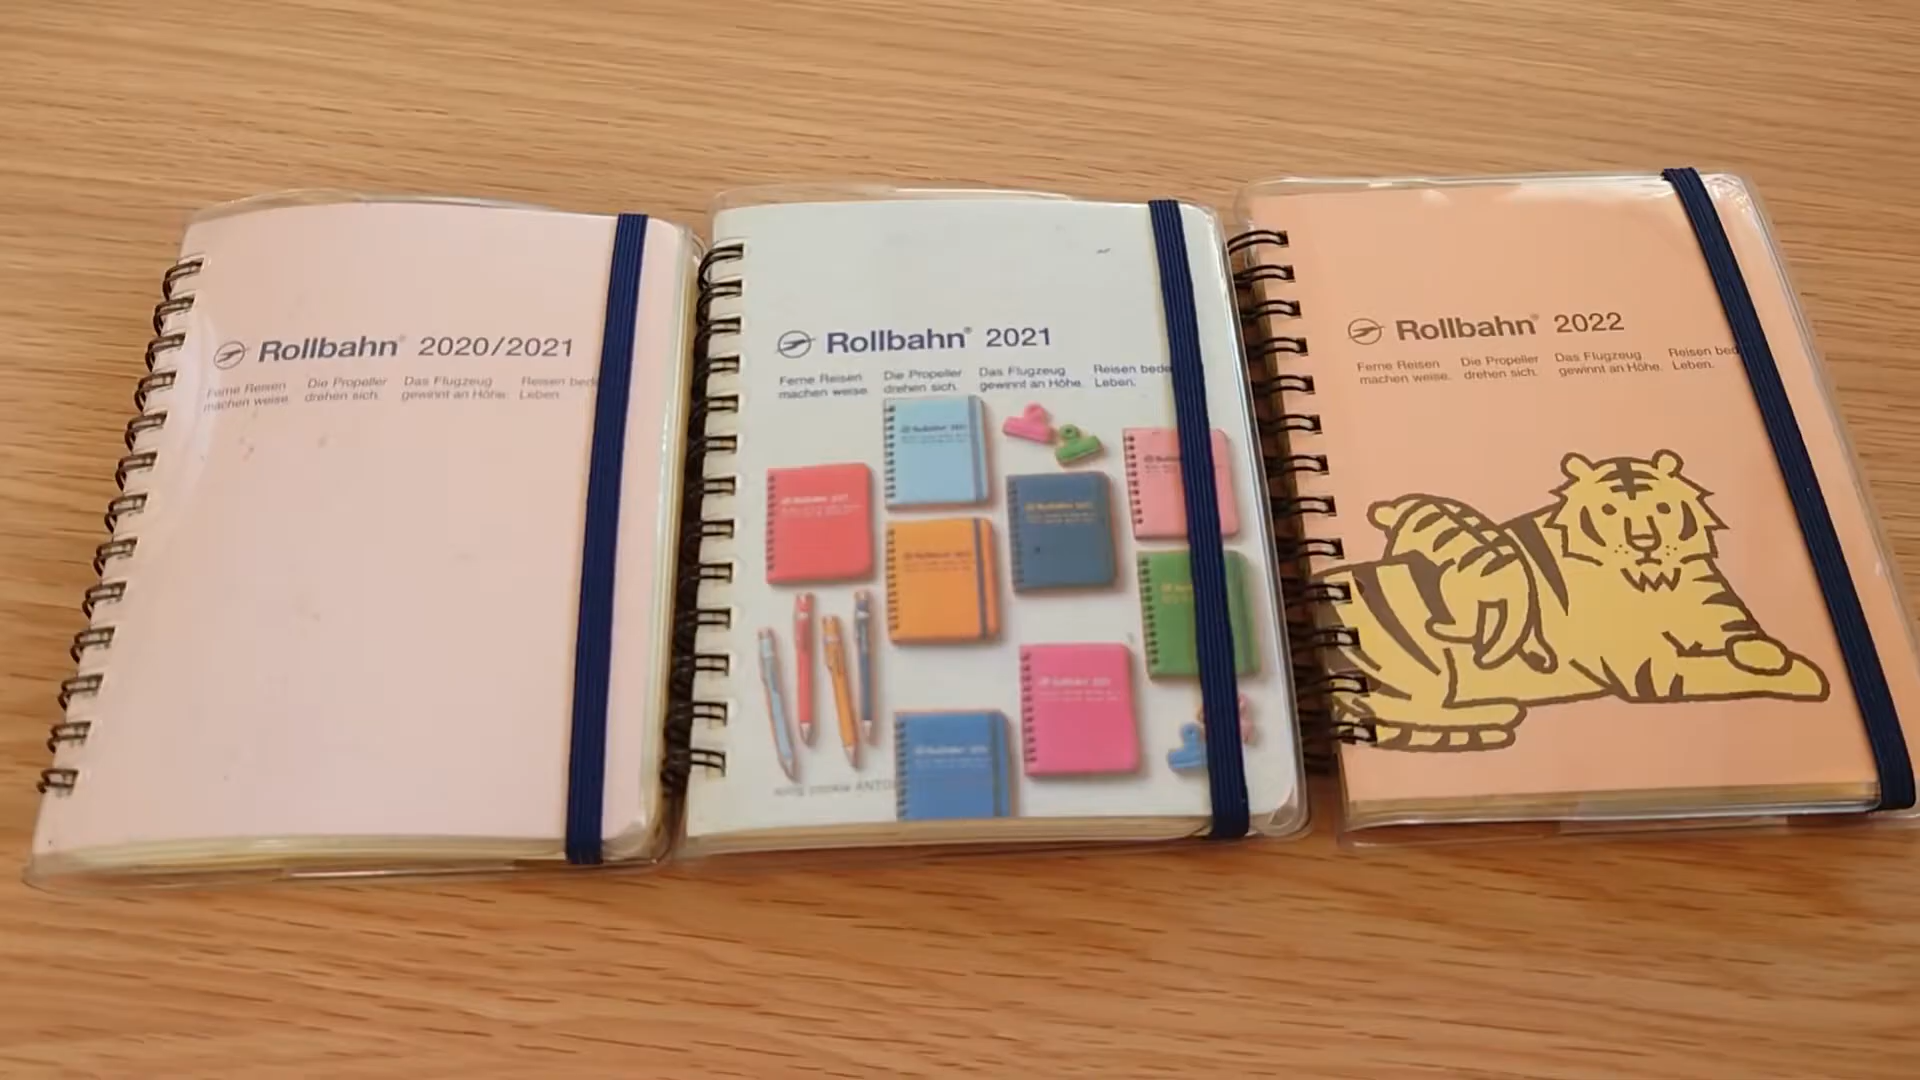 Rollbahn® 2020/2021
Ferne Reisen Die Propeller Das Flugzeug Reisen bede
machen weise. drehen sich. gewinnt an Höhe. Leben.
Rollbahn® 2021
Ferne Reisen Die Propeller Das Flugzeug Reisen bede
machen weise. drehen sich. gewinnt an Höhe. Leben.
Rollbahn® 2022
Ferne Reisen Die Propeller Das Flugzeug Reisen bed
machen weise. drehen sich. gewinnt an Höhe. Leben.